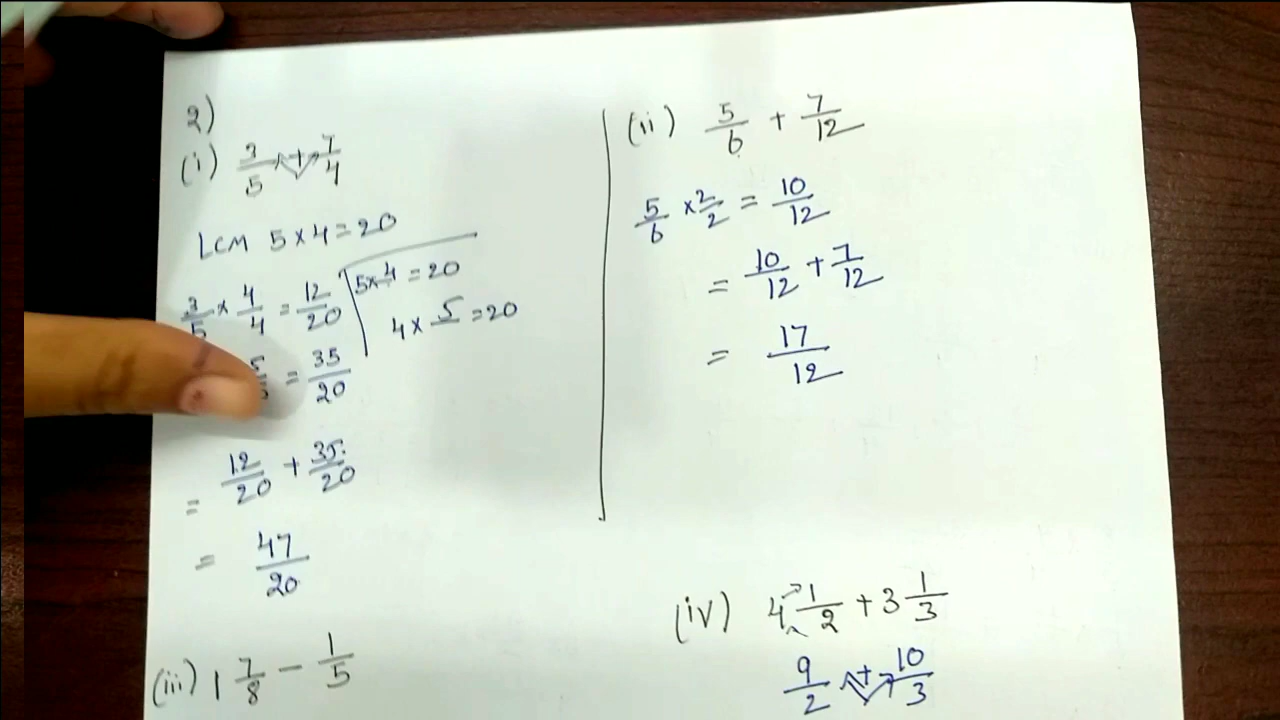 2)
(i) 3/5 + 7/4
LCM 5×4=20
3/5 × 4/4 = 12/20
5×4=20
4×5=20
= 35/20
= 12/20 + 35/20
= 47/20
(ii) 5/6 + 7/12
5/6 ×2/2 = 10/12
= 10/12 + 7/12
= 17/12
(iii) 1 7/8 − 1/5
(iv) 4 1/2 + 3 1/3
9/2 + 10/3